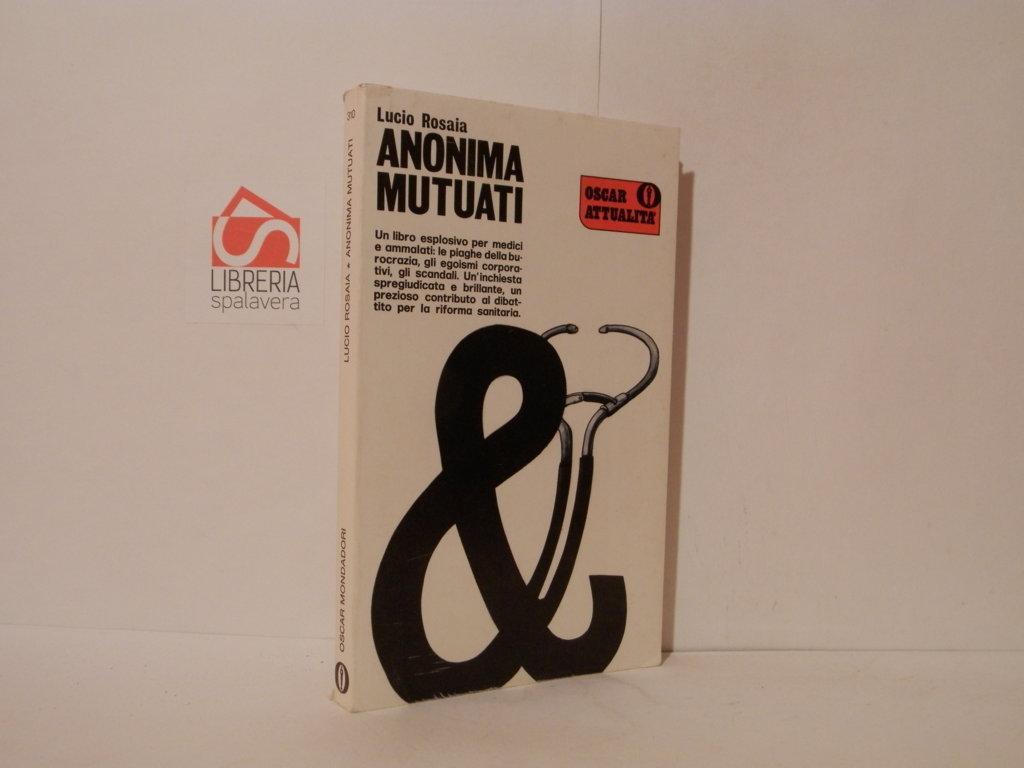 LIBRERIA
spalavera
310
LUCIO ROSAIA ★ ANONIMA MUTUATI
OSCAR MONDADORI
Lucio Rosaia
ANONIMA
MUTUATI
OSCAR
ATTUALITA'
Un libro esplosivo per medici
e ammalati: le piaghe della bu-
rocrazia, gli egoismi corpora-
tivi, gli scandali. Un'inchiesta
spregiudicata e brillante, un
prezioso contributo al dibat-
tito per la riforma sanitaria.